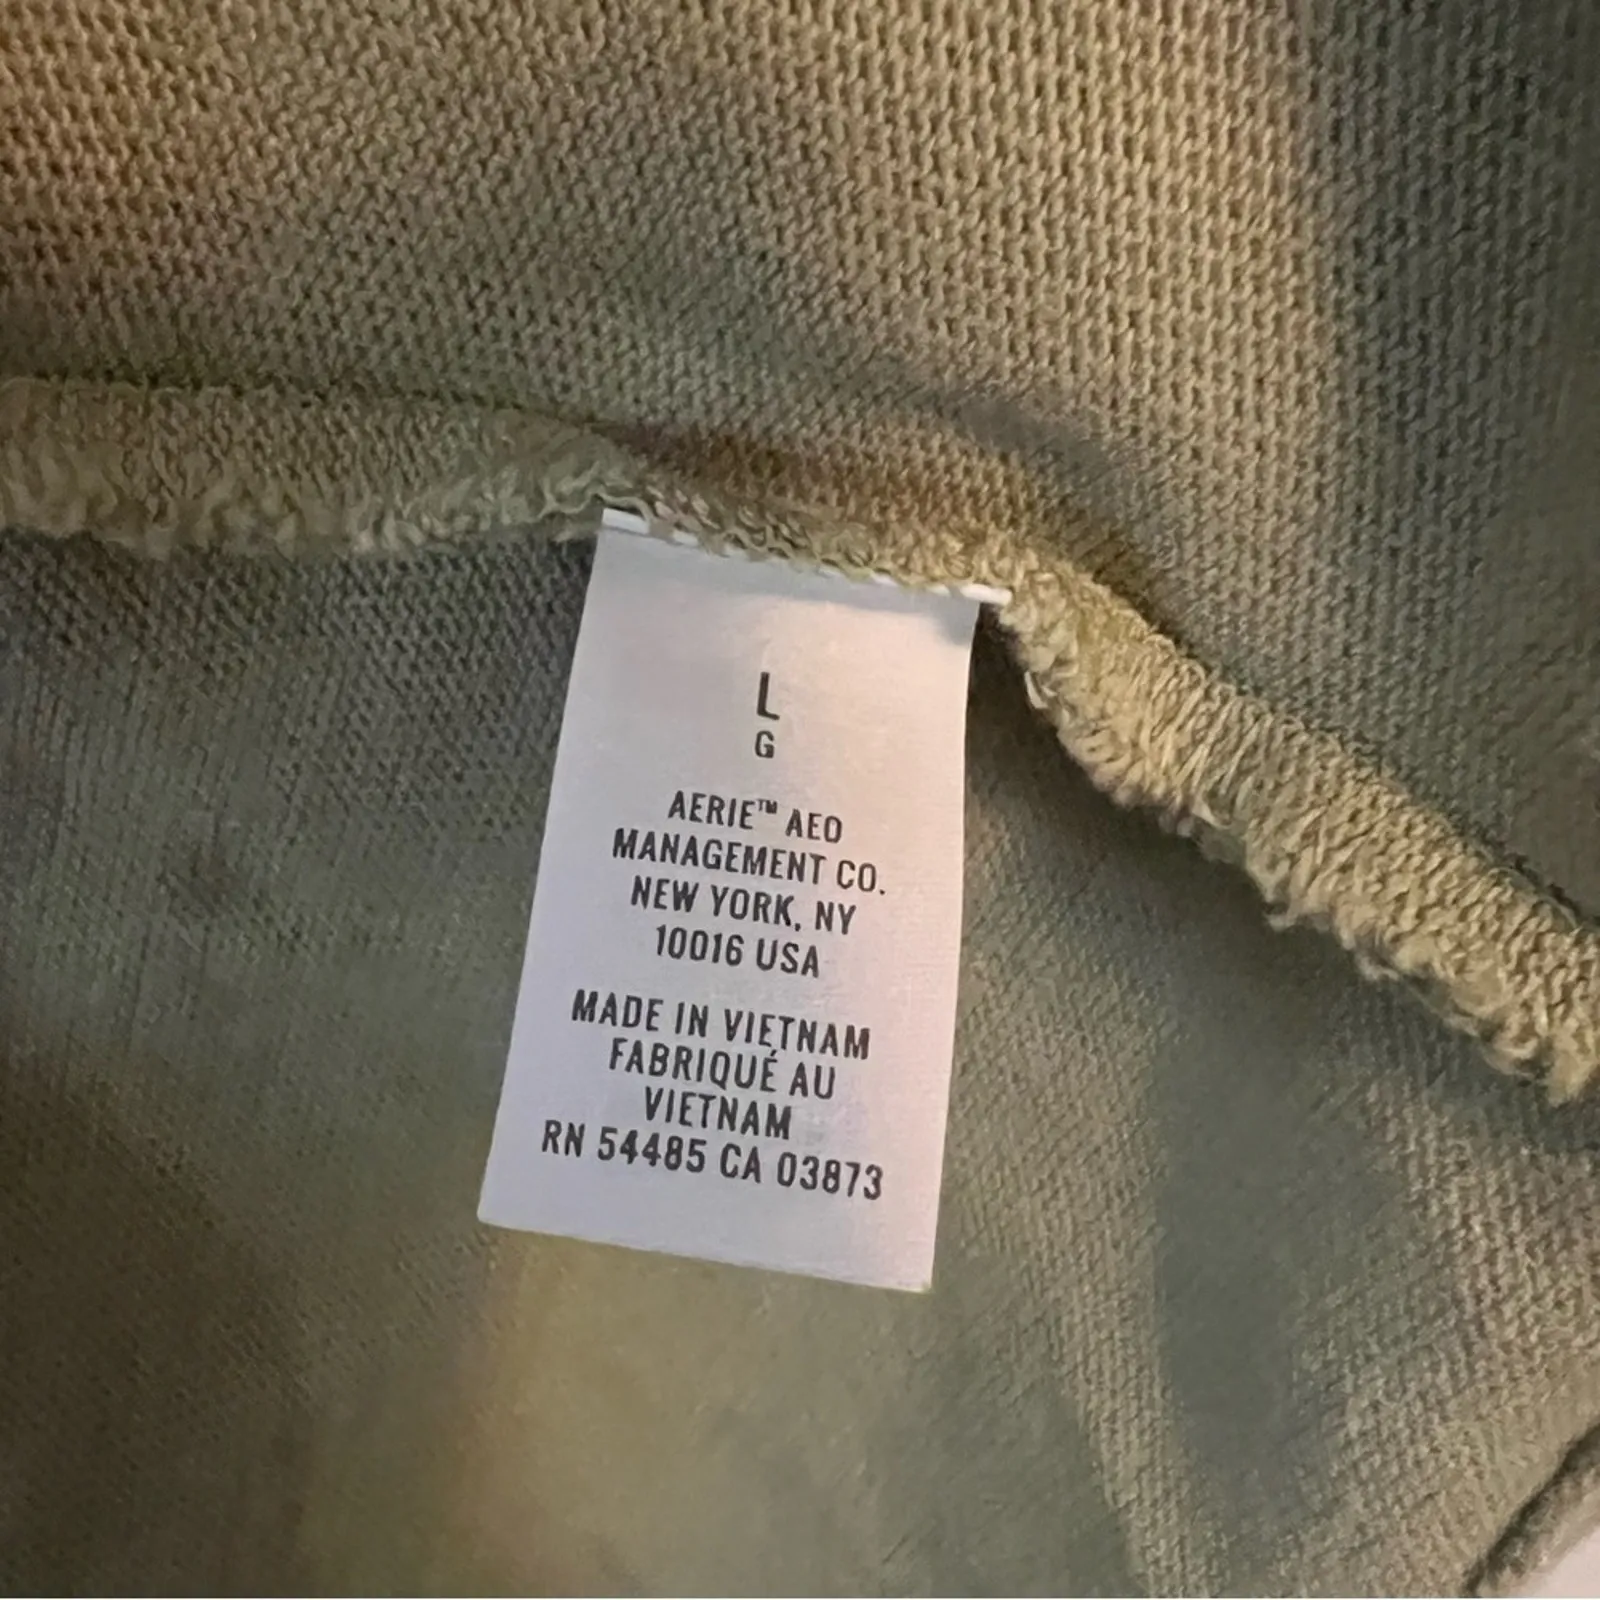 L
G
AERIE™ AEO
MANAGEMENT CO.
NEW YORK, NY
10016 USA
MADE IN VIETNAM
FABRIQUÉ AU
VIETNAM
RN 54485 CA 03873